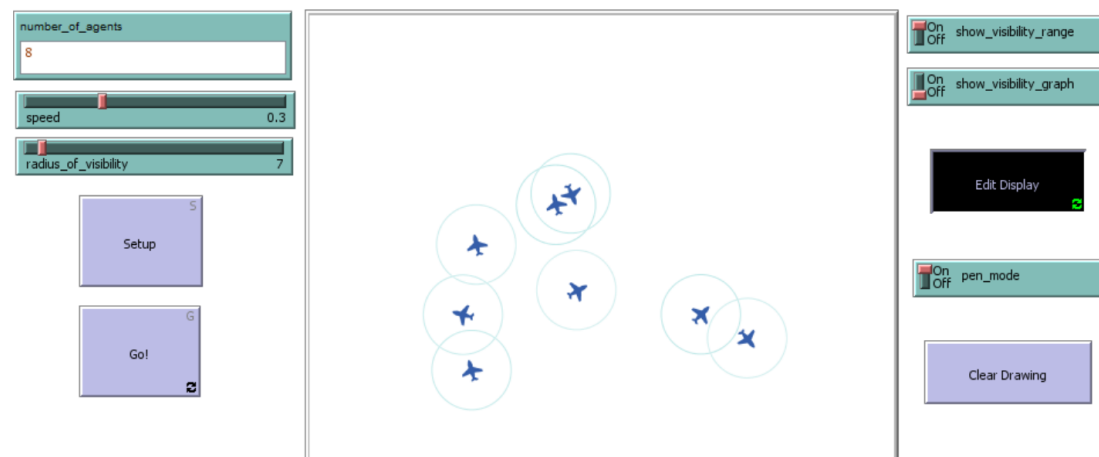 number_of_agents
8
speed 0.3
radius_of_visibility 7
S
Setup
G
Go!
On
Off
show_visibility_range
On
Off
show_visibility_graph
Edit Display
On
Off
pen_mode
Clear Drawing